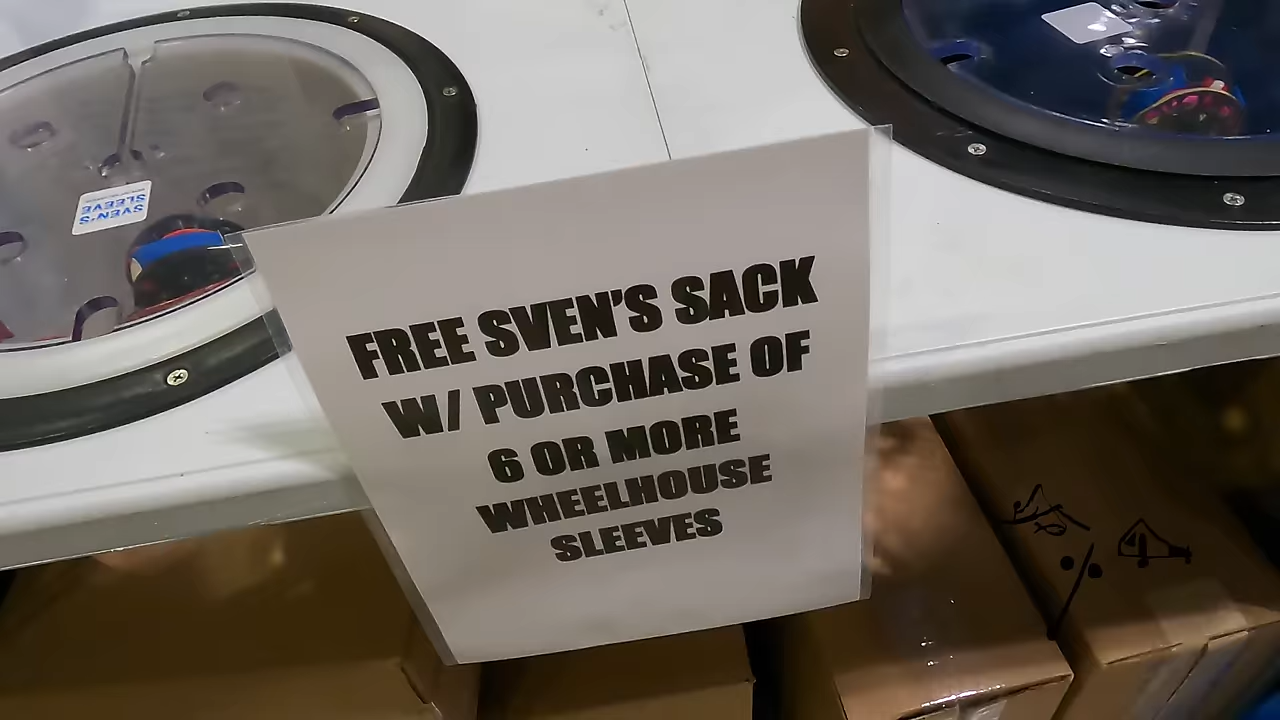 FREE SVEN'S SACK
W/ PURCHASE OF
6 OR MORE
WHEELHOUSE
SLEEVES
SVEN'S
SLEEVE
%